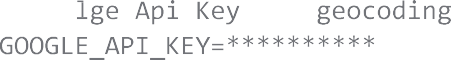 lge Api Key geocoding
GOOGLE_API_KEY=**********